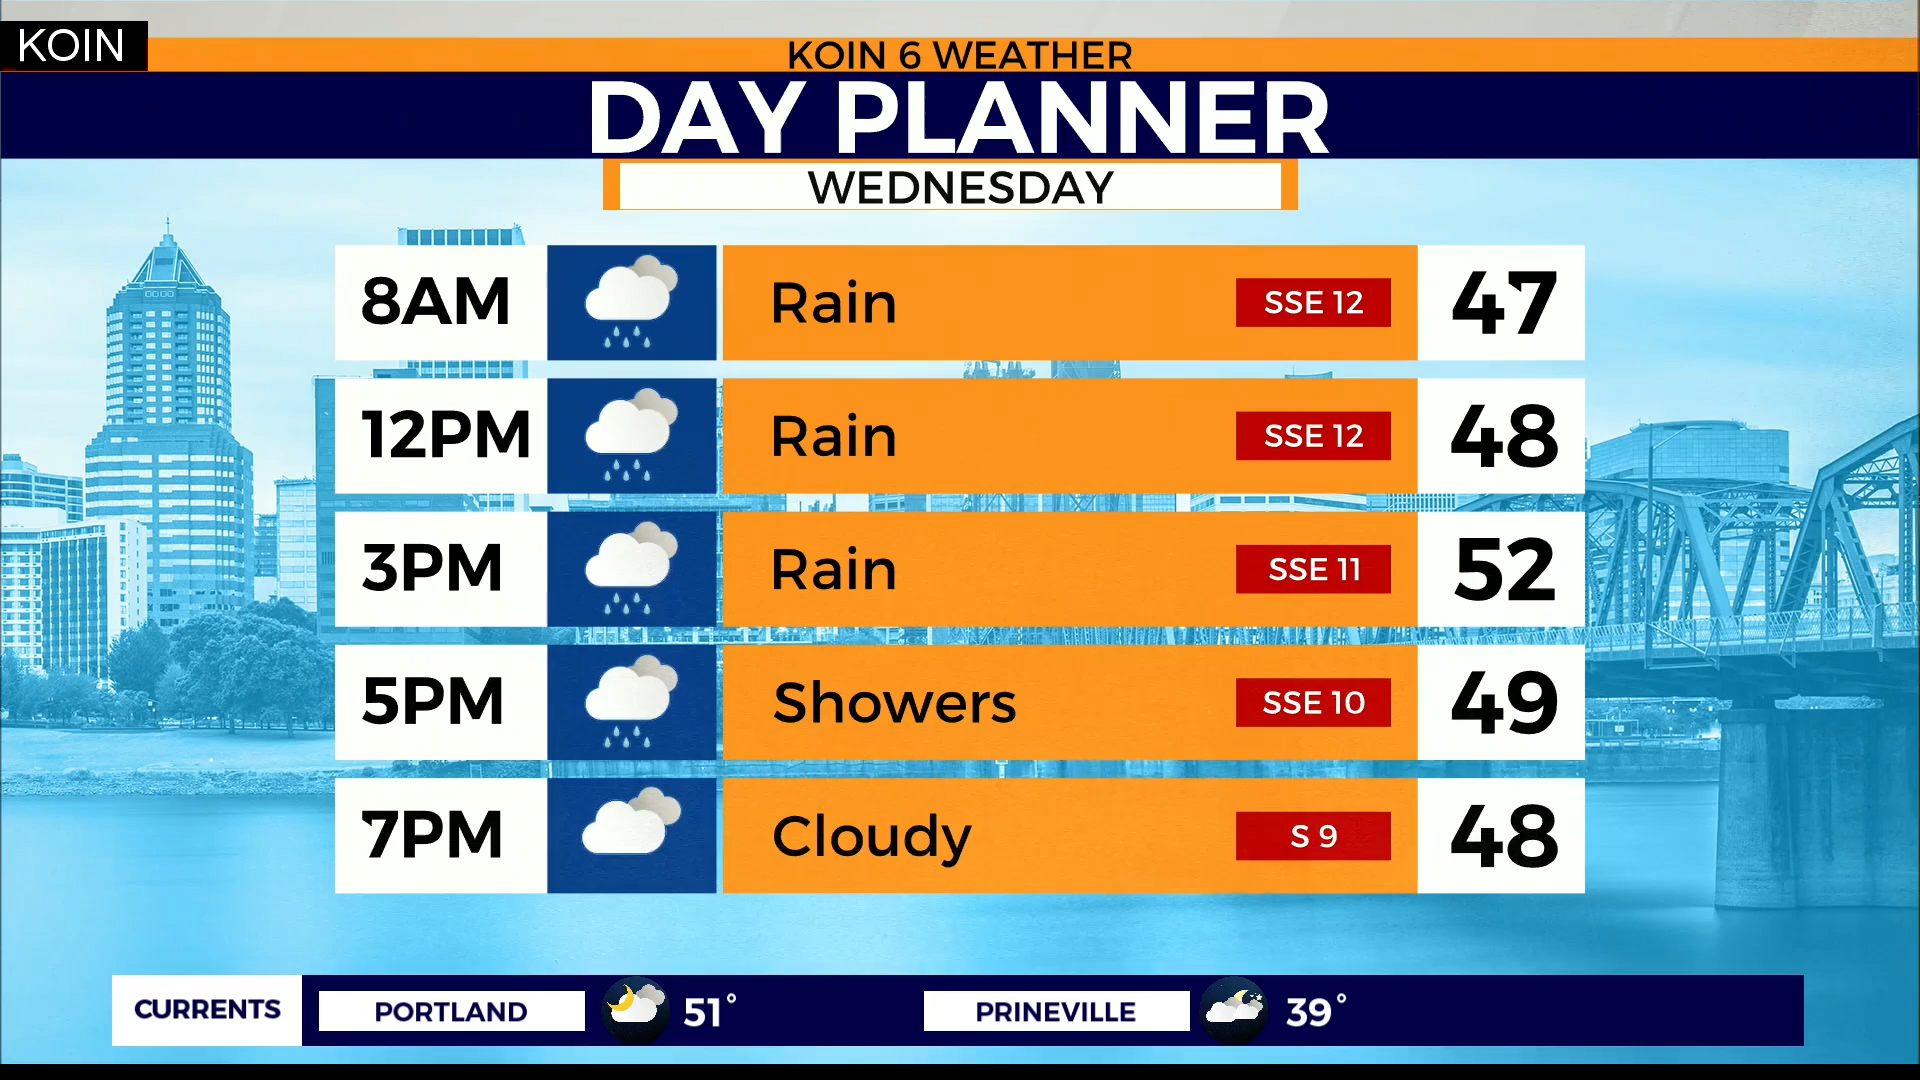 KOIN
KOIN 6 WEATHER
DAY PLANNER
WEDNESDAY
8AM Rain SSE 12 47
12PM Rain SSE 12 48
3PM Rain SSE 11 52
5PM Showers SSE 10 49
7PM Cloudy S 9 48
CURRENTS PORTLAND 51° PRINEVILLE 39°